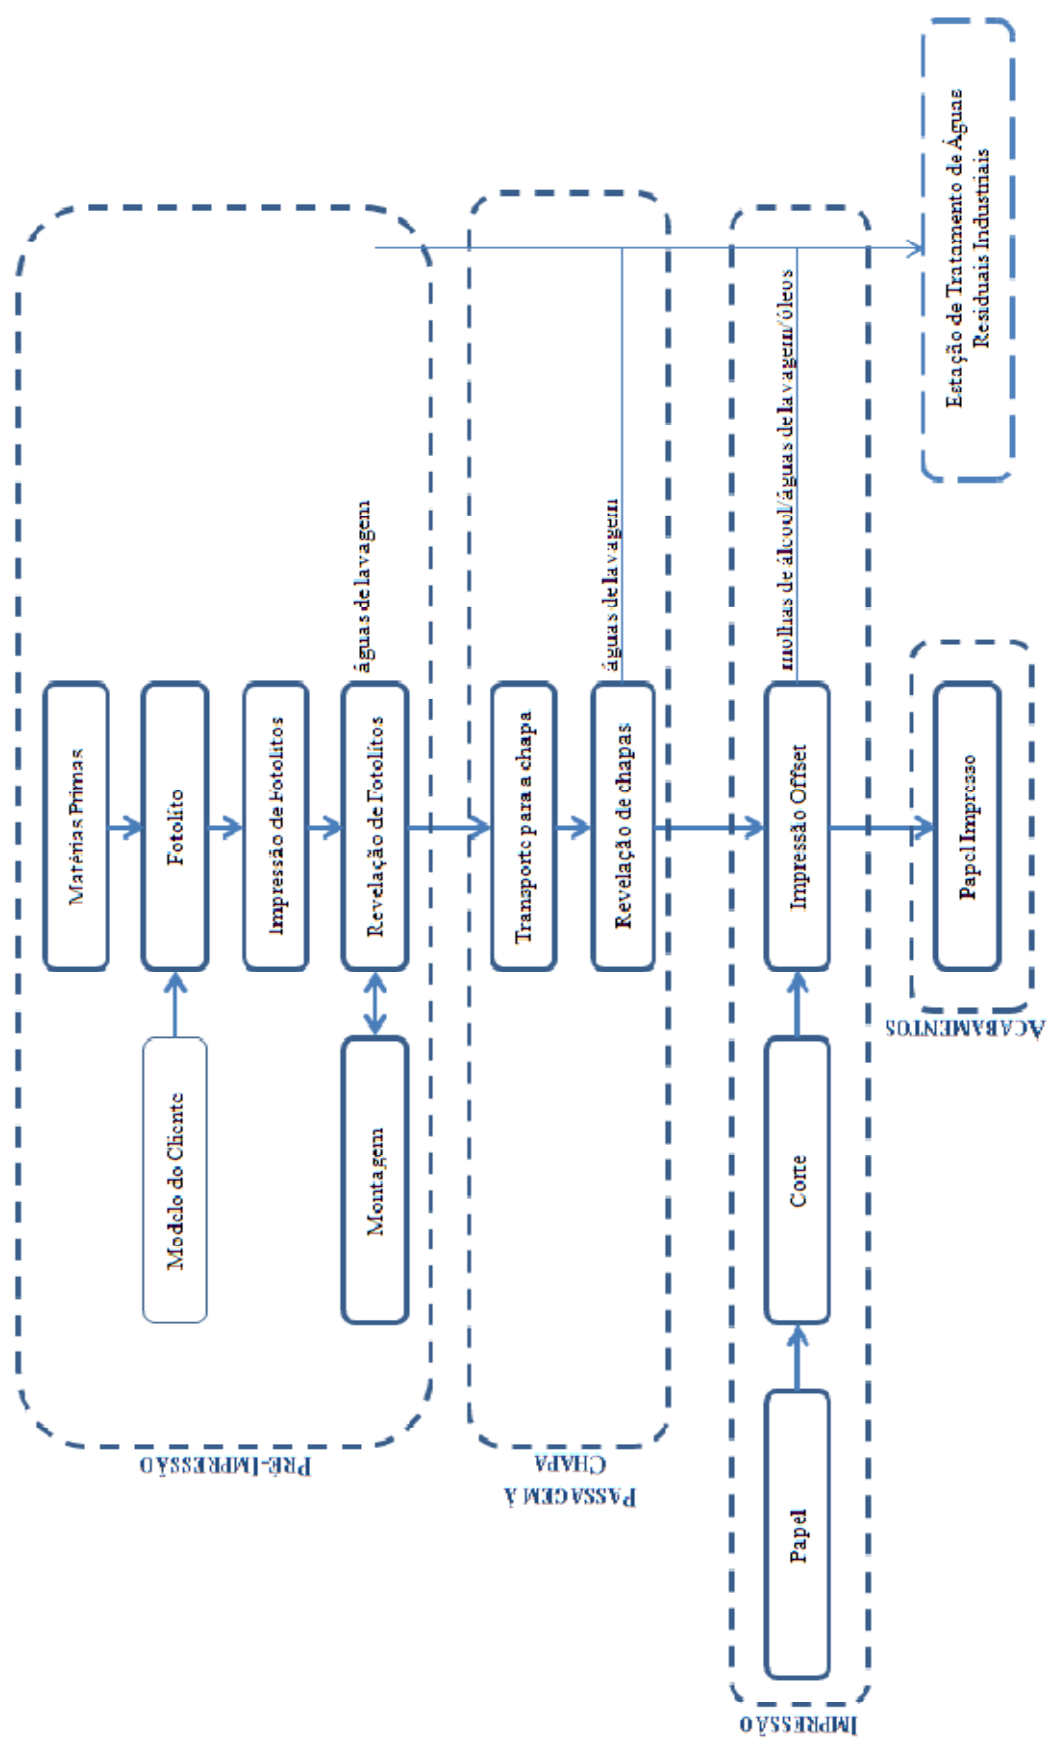 PRÉ-IMPRESSÃO
Matérias Primas
Modelo do Cliente
Fotolito
Impressão de Fotolitos
Montagem
Revelação de Fotolitos
águas de lavagem
PASSAGEM À
CHAPA
Transporte para a chapa
Revelação de chapas
águas de lavagem
IMPRESSÃO
Papel
Corte
Impressão Offset
molhas de álcool/águas de lavagem/óleos
ACABAMENTOS
Papel Impresso
Estação de Tratamento de Águas
Residuais Industriais